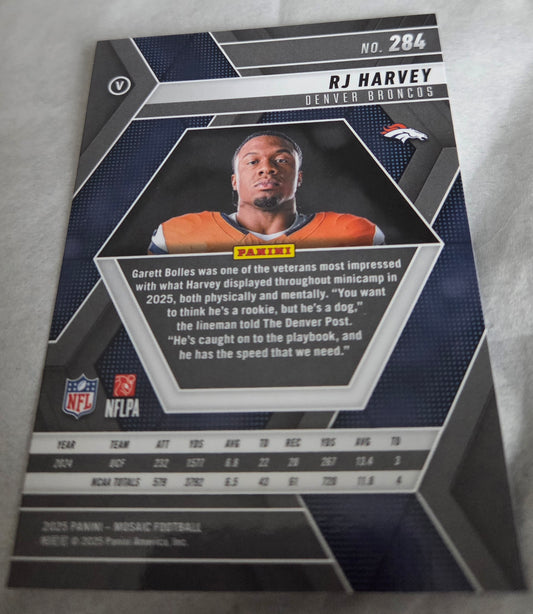 NO. 284
V
RJ HARVEY
DENVER BRONCOS
PANINI
Garett Bolles was one of the veterans most impressed
with what Harvey displayed throughout minicamp in
2025, both physically and mentally. “You want
to think he's a rookie, but he's a dog,”
the lineman told The Denver Post.
“He's caught on to the playbook, and
he has the speed that we need.”
NFL
NFLPA
YEAR TEAM ATT YDS AVG TD REC YDS AVG TD
2024 UCF 232 1577 6.8 22 20 267 13.4 3
NCAA TOTALS 578 3792 6.5 43 61 720 11.8 4
2025 PANINI – MOSAIC FOOTBALL
© 2025 Panini America, Inc.